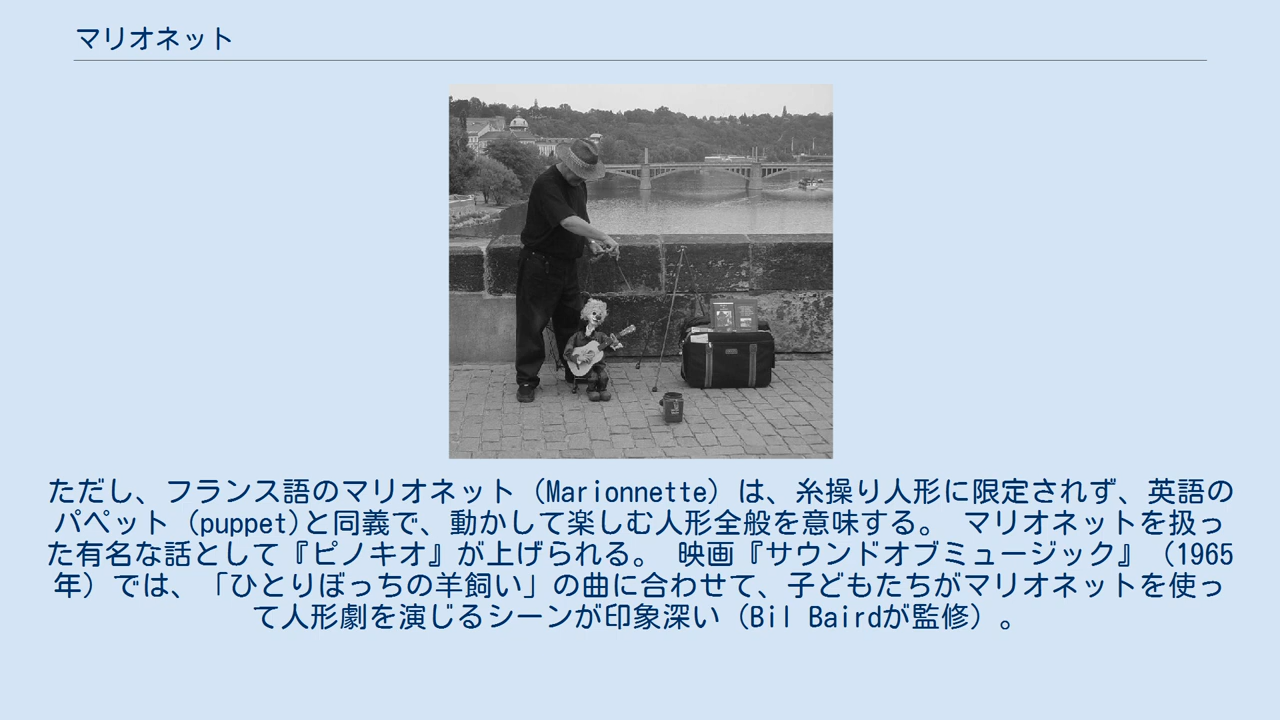 マリオネット
ただし、フランス語のマリオネット（Marionnette）は、糸操り人形に限定されず、英語の
パペット（puppet)と同義で、動かして楽しむ人形全般を意味する。 マリオネットを扱っ
た有名な話として『ピノキオ』が上げられる。 映画『サウンドオブミュージック』（1965
年）では、「ひとりぼっちの羊飼い」の曲に合わせて、子どもたちがマリオネットを使っ
て人形劇を演じるシーンが印象深い（Bil Bairdが監修）。